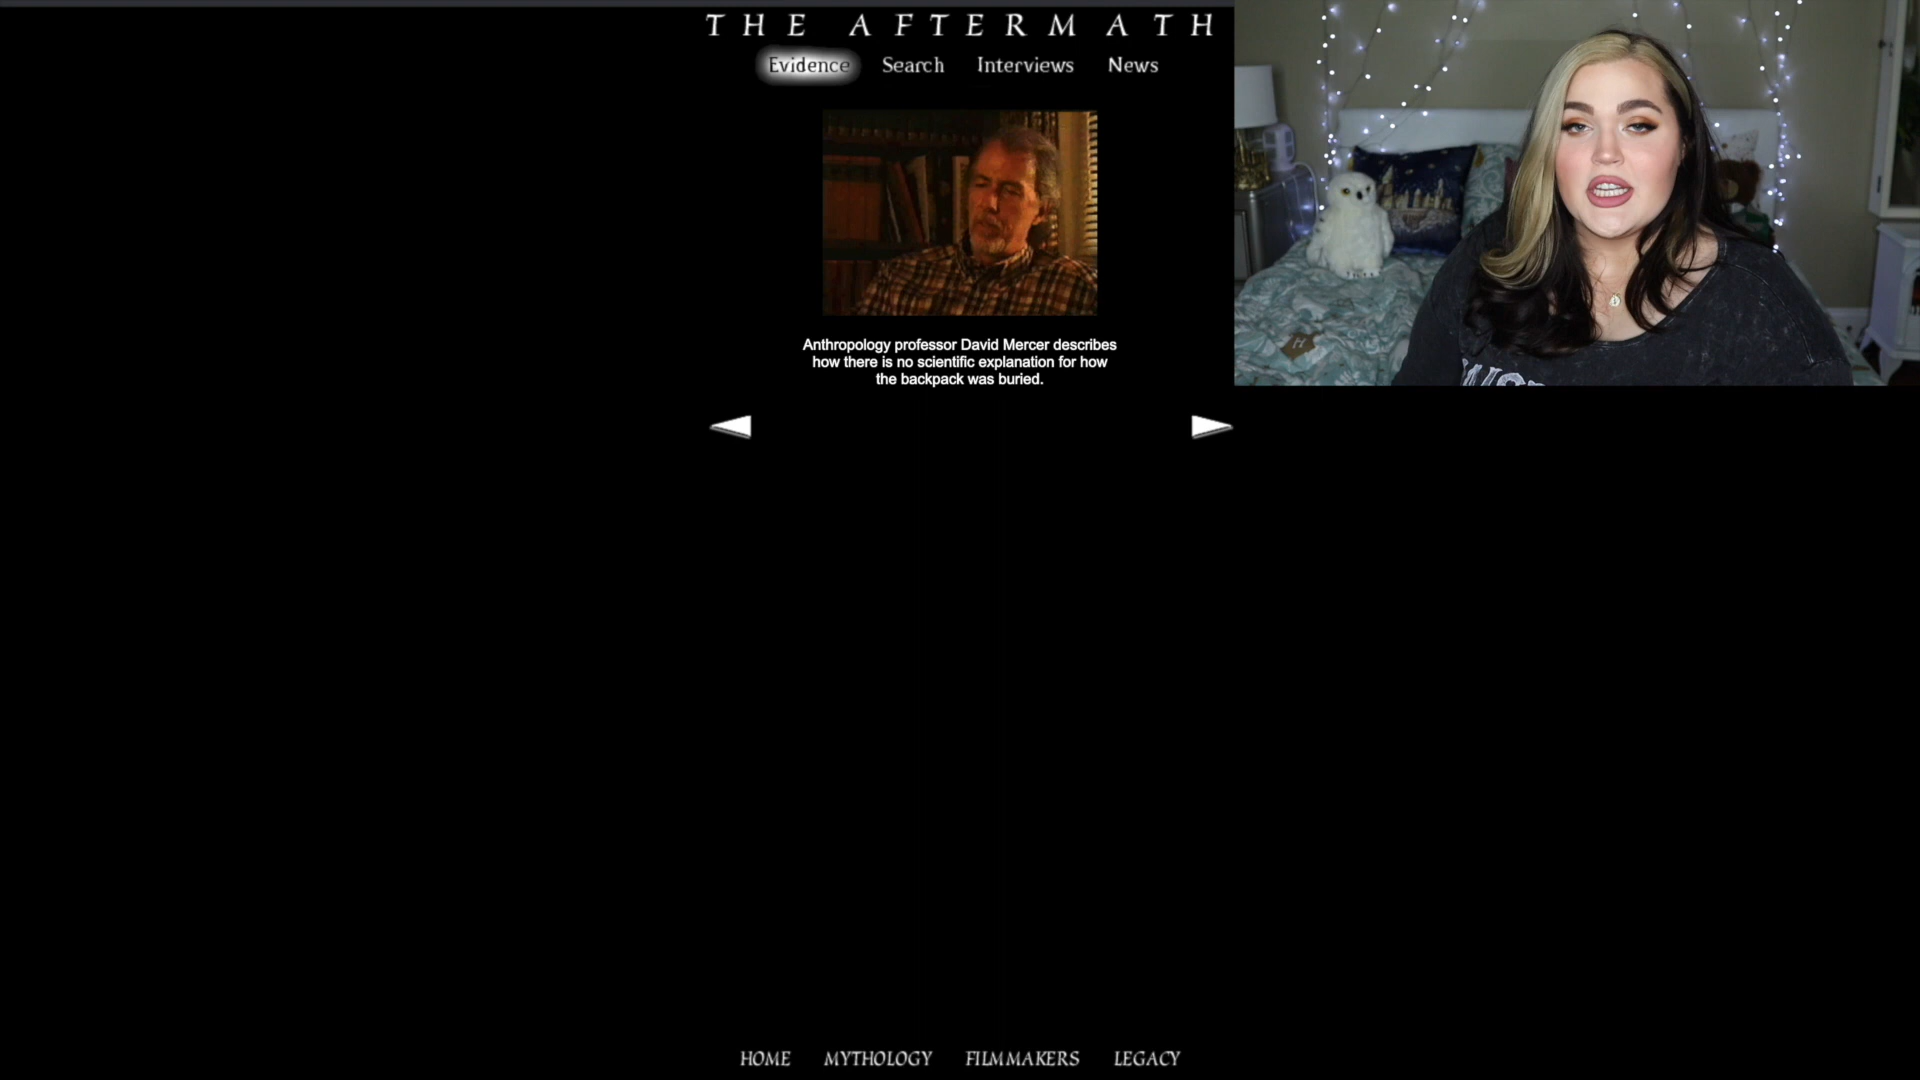 THE AFTERMATH
Evidence Search Interviews News
Anthropology professor David Mercer describes
how there is no scientific explanation for how
the backpack was buried.
HOME MYTHOLOGY FILMMAKERS LEGACY